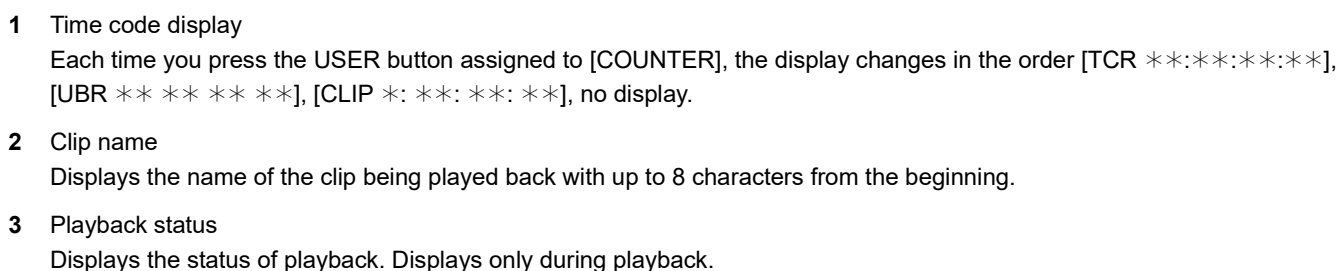 1 Time code display
Each time you press the USER button assigned to [COUNTER], the display changes in the order [TCR ✳✳:✳✳:✳✳:✳✳],
[UBR ✳✳ ✳✳ ✳✳ ✳✳], [CLIP ✳: ✳✳: ✳✳: ✳✳], no display.
2 Clip name
Displays the name of the clip being played back with up to 8 characters from the beginning.
3 Playback status
Displays the status of playback. Displays only during playback.